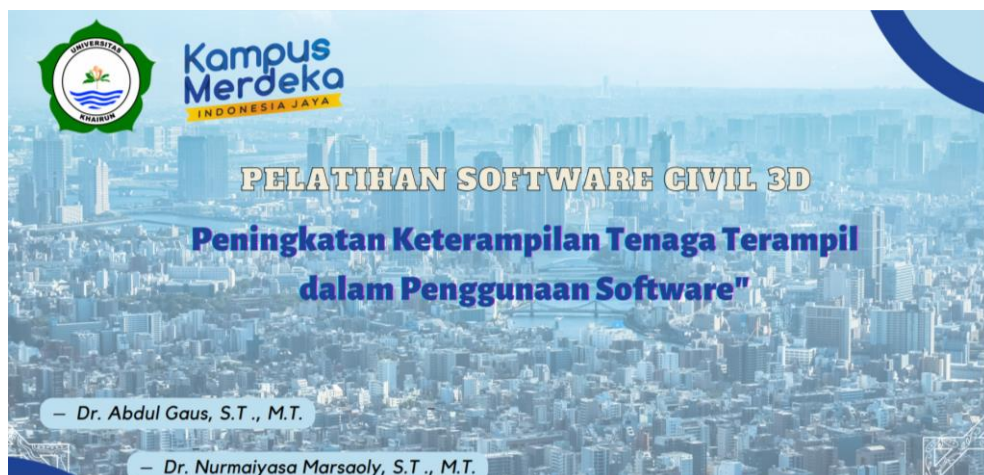 UNIVERSITAS
KHAIRUN
Kampus
Merdeka
INDONESIA JAYA
PELATIHAN SOFTWARE CIVIL 3D
Peningkatan Keterampilan Tenaga Terampil
dalam Penggunaan Software"
– Dr. Abdul Gaus, S.T ., M.T.
– Dr. Nurmaiyasa Marsaoly, S.T ., M.T.